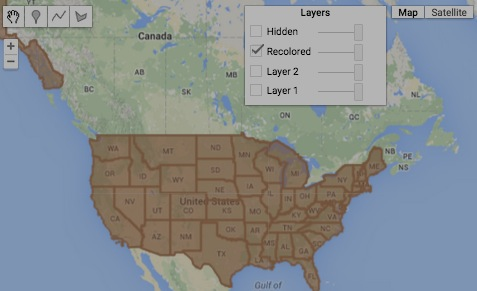 YT
Layers
Map
Satellite
Hidden
Recolored
Layer 2
Layer 1
+
−
Canada
BC
AB
SK
MB
ON
QC
NL
NB
PE
NS
WA
MT
ND
MN
OR
ID
WY
SD
WI
MI
NY
ME
NV
UT
CO
NE
IA
IL
IN
OH
PA
United States
CA
KS
MO
KY
WV
VA
AZ
NM
OK
AR
TN
NC
TX
LA
MS
AL
GA
SC
FL
Gulf of